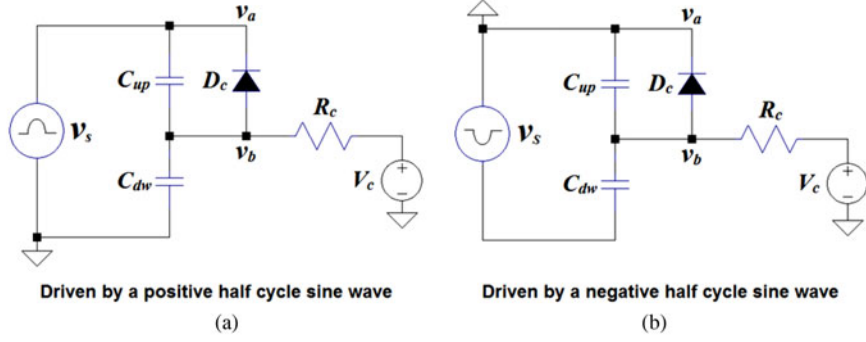 v_a
C_up
D_c
R_c
v_s
v_b
C_dw
V_c
+
−
Driven by a positive half cycle sine wave
(a)
v_a
C_up
D_c
R_c
v_s
v_b
C_dw
V_c
+
−
Driven by a negative half cycle sine wave
(b)